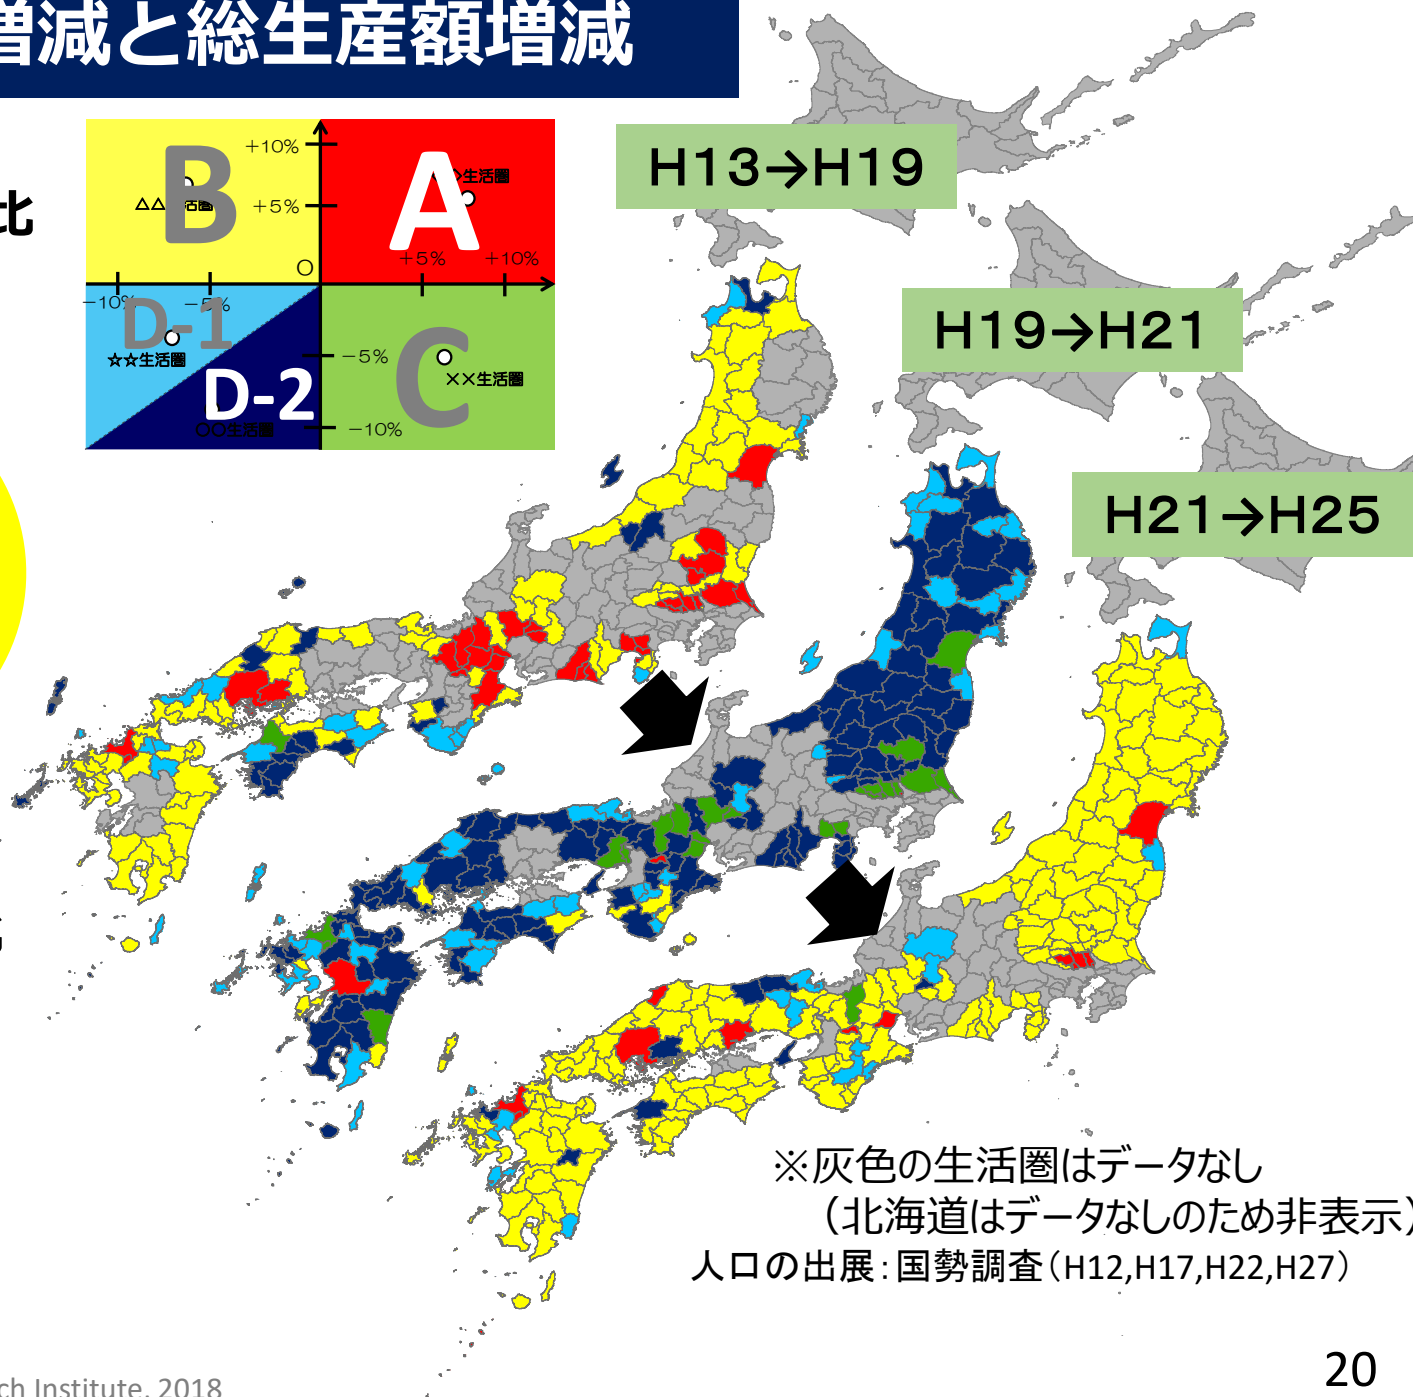 増減と総生産額増減
比
B
A
D-1
D-2
C
+10%
+5%
O
+5%
+10%
-10%
-5%
-5%
-10%
生活圏
△△
☆☆生活圏
○○生活圏
××生活圏
H13→H19
H19→H21
H21→H25
※灰色の生活圏はデータなし
（北海道はデータなしのため非表示）
人口の出展：国勢調査（H12,H17,H22,H27）
ch Institute, 2018
20